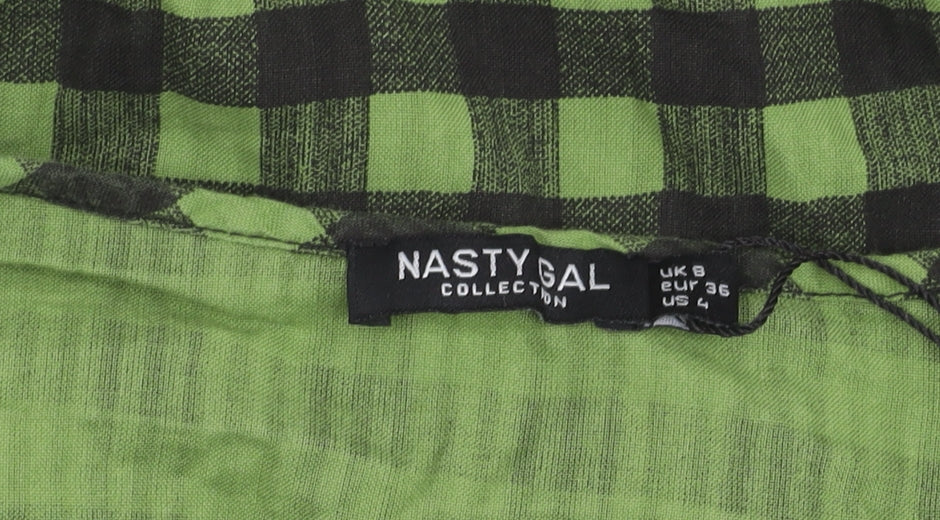 NASTY GAL
COLLECTION
UK 8
eur 36
US 4